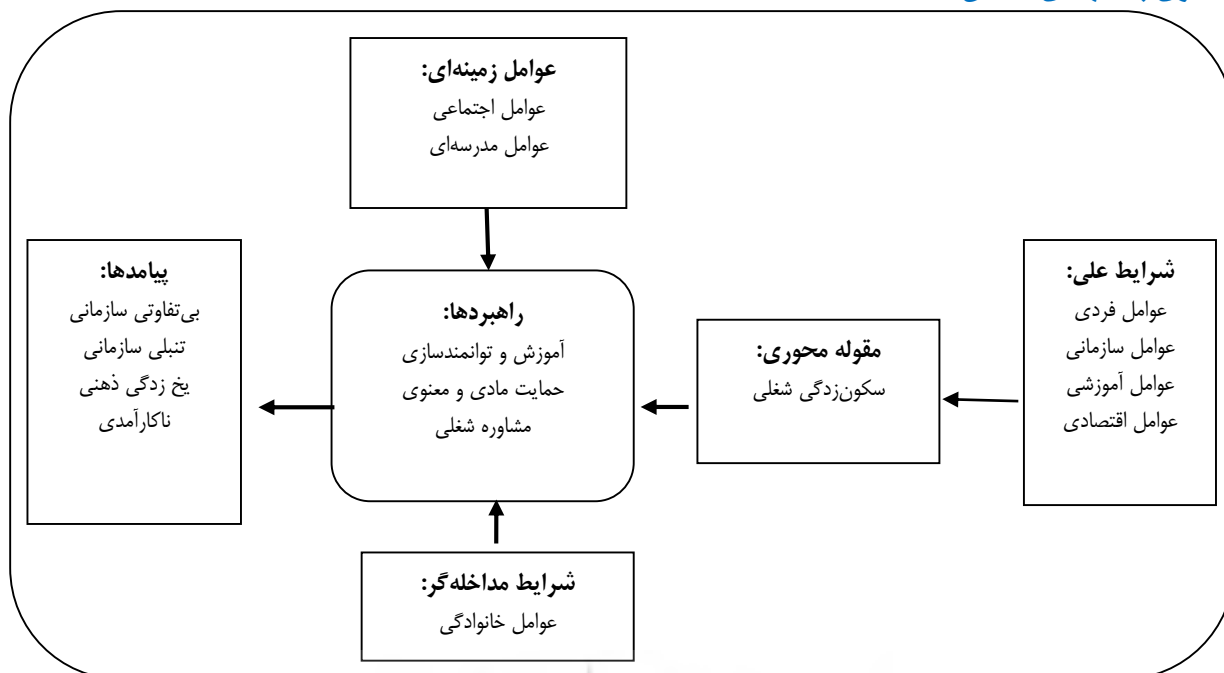 عوامل زمینه‌ای:
عوامل اجتماعی
عوامل مدرسه‌ای
شرایط علی:
عوامل فردی
عوامل سازمانی
عوامل آموزشی
عوامل اقتصادی
مقوله محوری:
سکون‌زدگی شغلی
راهبردها:
آموزش و توانمندسازی
حمایت مادی و معنوی
مشاوره شغلی
پیامدها:
بی‌تفاوتی سازمانی
تنبلی سازمانی
یخ زدگی ذهنی
ناکارآمدی
شرایط مداخله‌گر:
عوامل خانوادگی